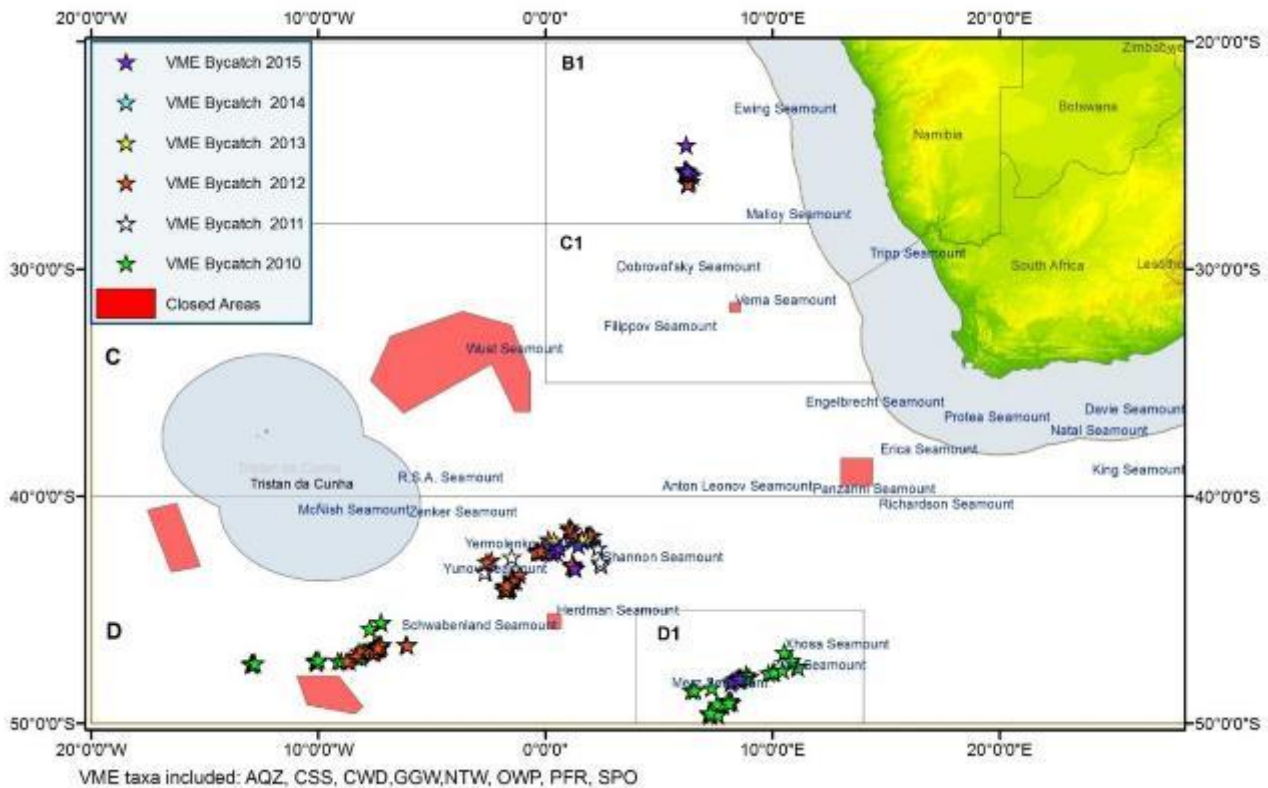 20°0'0"W 10°0'0"W 0°0'0"E 10°0'0"E 20°0'0"E
VME Bycatch 2015
VME Bycatch 2014
VME Bycatch 2013
VME Bycatch 2012
VME Bycatch 2011
VME Bycatch 2010
Closed Areas
B1
20°0'0"S
Zimbabwe
Ewing Seamount
Botswana
Namibia
Malloy Seamount
C1
Tripp Seamount
30°0'0"S
30°0'0"S
Dobrovofsky Seamount
South Africa
Lesotho
Vema Seamount
Filippov Seamount
C
Wust Seamount
Engelbrecht Seamount
Protea Seamount
Davie Seamount
Natal Seamount
Erica Seamount
King Seamount
Tristan da Cunha
Tristan da Cunha
R.S.A. Seamount
Anton Leonov Seamount
Panzarini Seamount
40°0'0"S
40°0'0"S
McNish Seamount
Zenker Seamount
Richardson Seamount
Shannon Seamount
Herdman Seamount
Schwabenland Seamount
D
D1
Xhosa Seamount
50°0'0"S
50°0'0"S
20°0'0"W 10°0'0"W 0°0'0"E 10°0'0"E 20°0'0"E
VME taxa included: AQZ, CSS, CWD,GGW,NTW, OWP, PFR, SPO